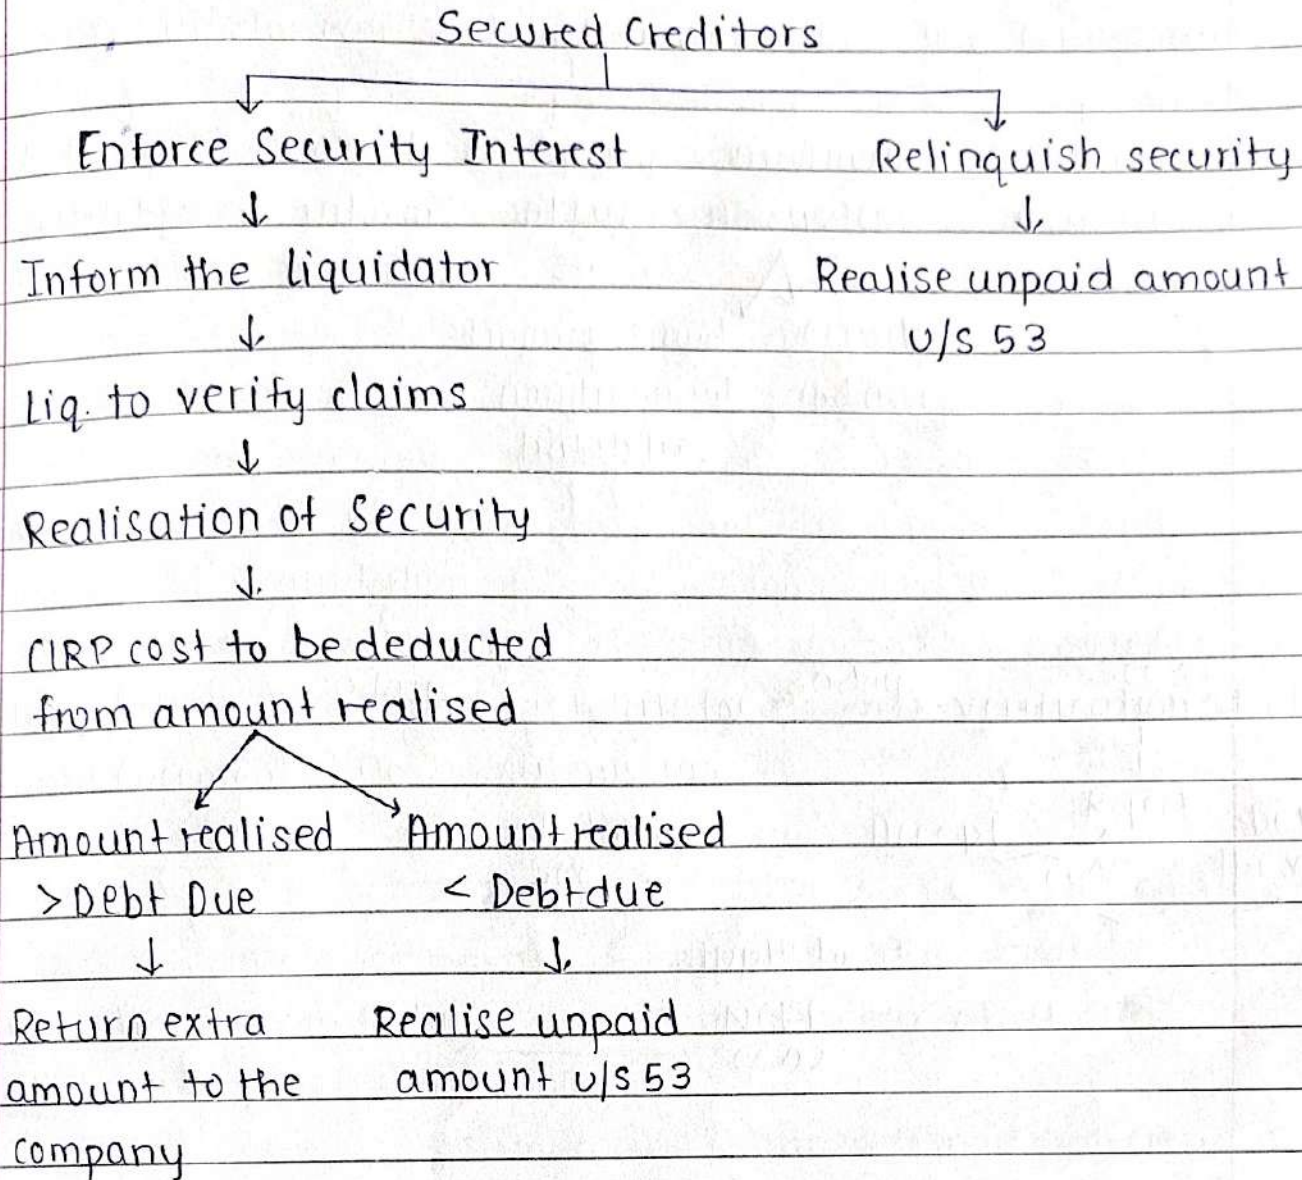 Secured Creditors
Enforce Security Interest
Relinquish security
Inform the liquidator
Realise unpaid amount
u/s 53
Liq. to verify claims
Realisation of Security
CIRP cost to be deducted
from amount realised
Amount realised
> Debt Due
Amount realised
< Debt due
Return extra
amount to the
company
Realise unpaid
amount u/s 53